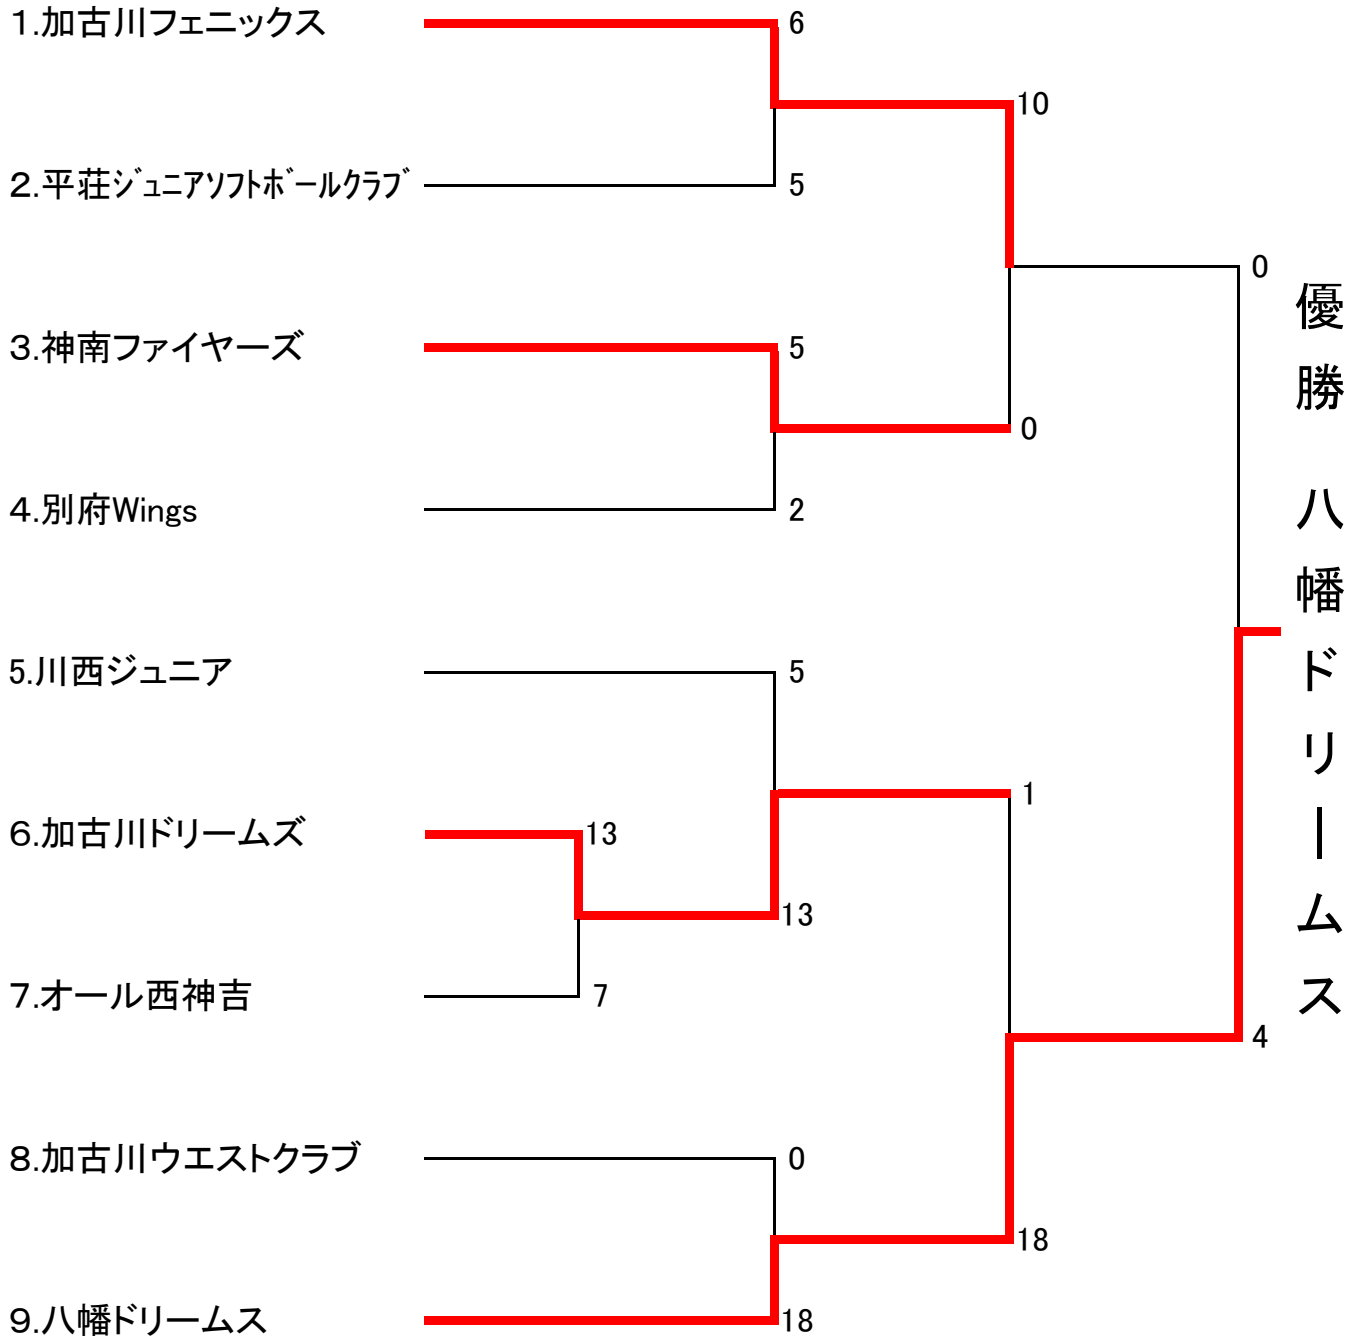 1.加古川フェニックス
6
10
2.平荘ｼﾞｭﾆｱｿﾌﾄﾎﾞｰﾙｸﾗﾌﾞ
5
0
3.神南ファイヤーズ
5
0
4.別府Wings
2
5.川西ジュニア
5
1
6.加古川ドリームズ
13
13
7.オール西神吉
7
4
8.加古川ウエストクラブ
0
18
9.八幡ドリームス
18
優勝 八幡ドリームス